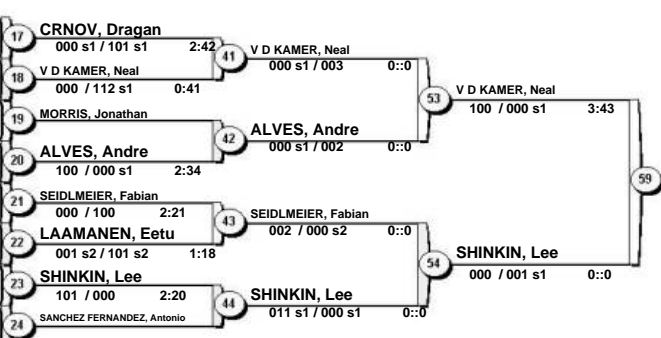 17 CRNOV, Dragan
000 s1 / 101 s1 2:42
18 V D KAMER, Neal
000 / 112 s1 0:41
19 MORRIS, Jonathan
20 ALVES, Andre
100 / 000 s1 2:34
21 SEIDLMEIER, Fabian
000 / 100 2:21
22 LAAMANEN, Eetu
001 s2 / 101 s2 1:18
23 SHINKIN, Lee
101 / 000 2:20
24 SANCHEZ FERNANDEZ, Antonio
41 V D KAMER, Neal
000 s1 / 003 0::0
42 ALVES, Andre
000 s1 / 002 0::0
43 SEIDLMEIER, Fabian
002 / 000 s2 0::0
44 SHINKIN, Lee
011 s1 / 000 s1 0::0
53 V D KAMER, Neal
100 / 000 s1 3:43
54 SHINKIN, Lee
000 / 001 s1 0::0
59